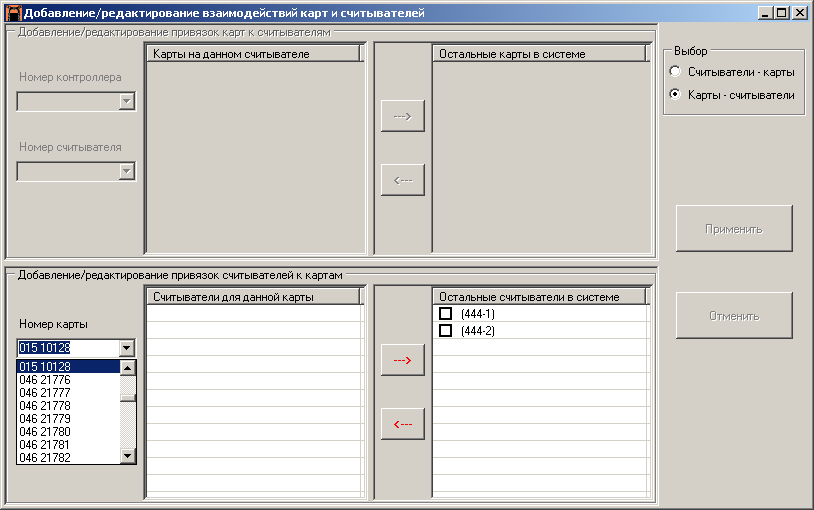 Добавление/редактирование взаимодействий карт и считывателей
Добавление/редактирование привязок карт к считывателям
Номер контроллера
Номер считывателя
Карты на данном считывателе
--->
<---
Остальные карты в системе
Выбор
Считыватели - карты
Карты - считыватели
Применить
Отменить
Добавление/редактирование привязок считывателей к картам
Номер карты
015 10128
015 10128
046 21776
046 21777
046 21778
046 21779
046 21780
046 21781
046 21782
Считыватели для данной карты
--->
<---
Остальные считыватели в системе
(444-1)
(444-2)